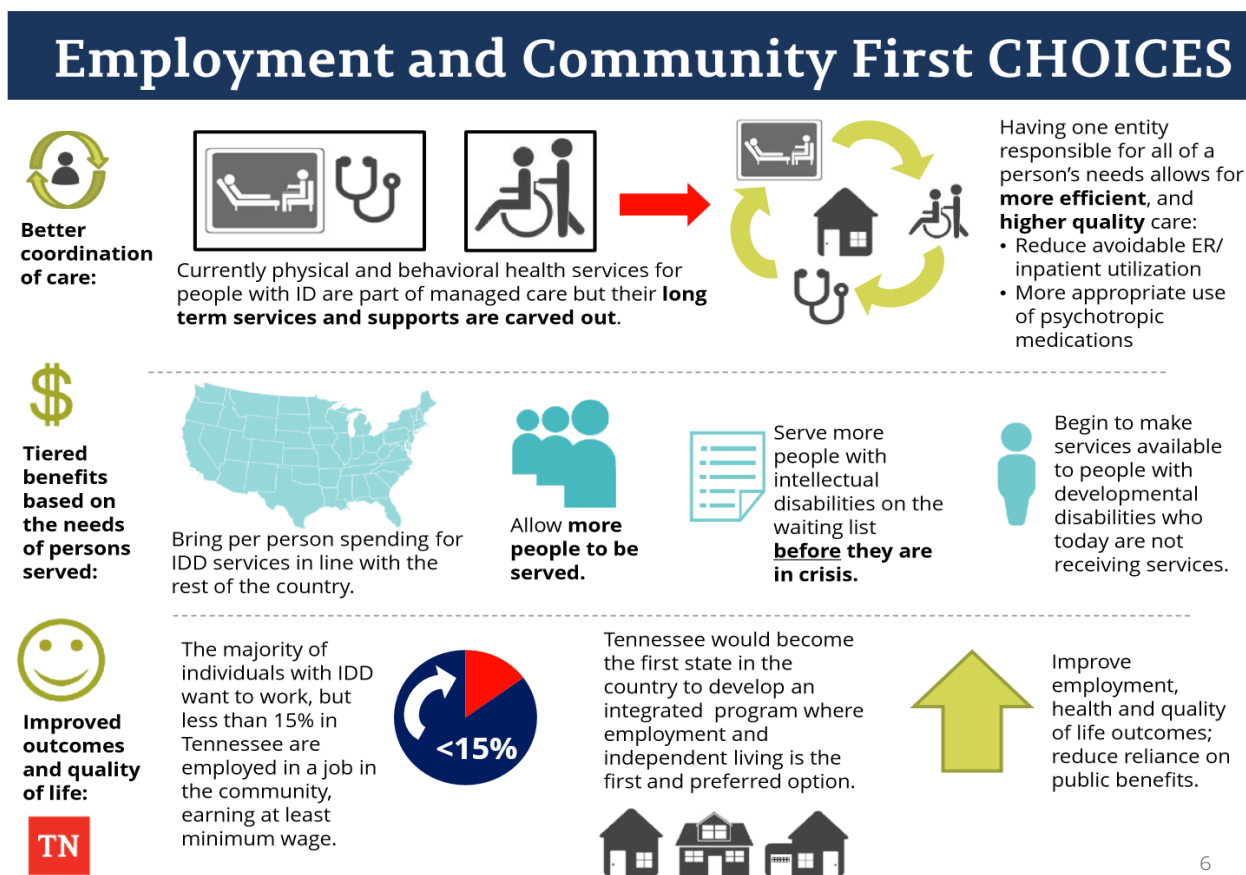 Employment and Community First CHOICES
Better
coordination
of care:
Currently physical and behavioral health services for
people with ID are part of managed care but their long
term services and supports are carved out.
Having one entity
responsible for all of a
person's needs allows for
more efficient, and
higher quality care:
• Reduce avoidable ER/
inpatient utilization
• More appropriate use
of psychotropic
medications
$
Tiered
benefits
based on
the needs
of persons
served:
Bring per person spending for
IDD services in line with the
rest of the country.
Allow more
people to be
served.
Serve more
people with
intellectual
disabilities on the
waiting list
before they are
in crisis.
Begin to make
services available
to people with
developmental
disabilities who
today are not
receiving services.
Improved
outcomes
and quality
of life:
The majority of
individuals with IDD
want to work, but
less than 15% in
Tennessee are
employed in a job in
the community,
earning at least
minimum wage.
<15%
Tennessee would become
the first state in the
country to develop an
integrated program where
employment and
independent living is the
first and preferred option.
Improve
employment,
health and quality
of life outcomes;
reduce reliance on
public benefits.
TN
6